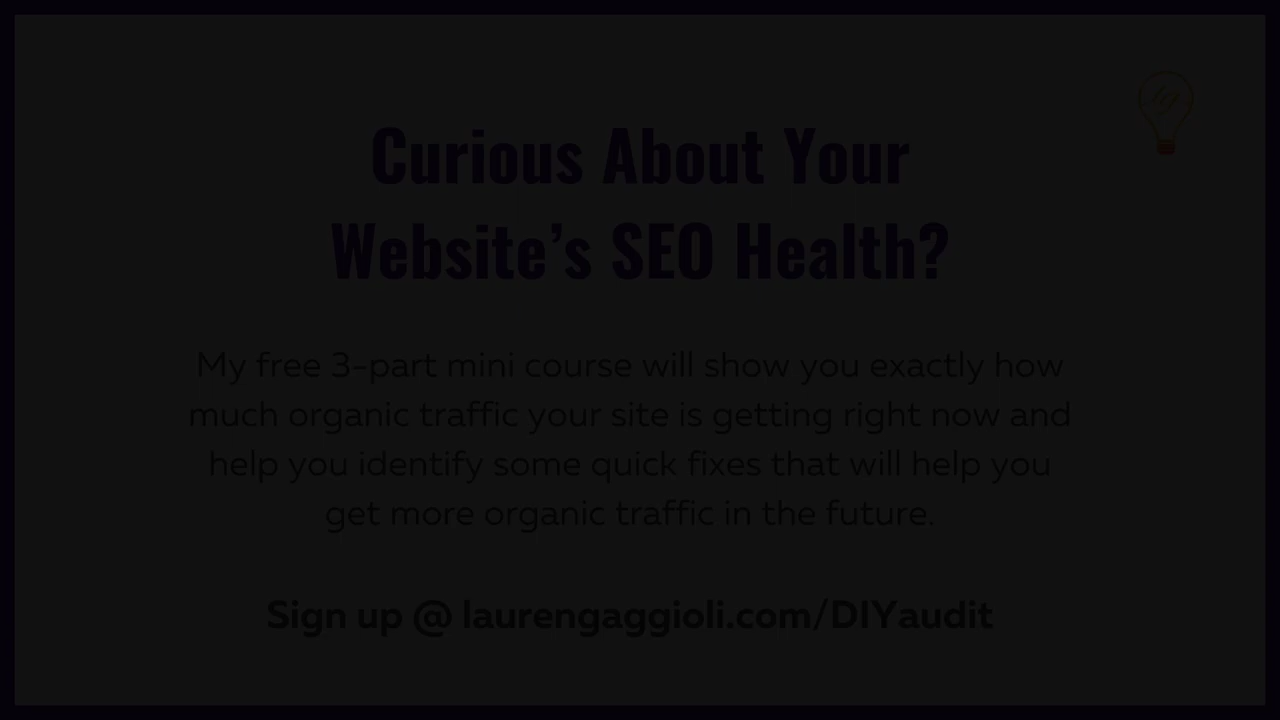 Curious About Your
Website’s SEO Health?
My free 3-part mini course will show you exactly how
much organic traffic your site is getting right now and
help you identify some quick fixes that will help you
get more organic traffic in the future.
Sign up @ laurengaggioli.com/DIYaudit